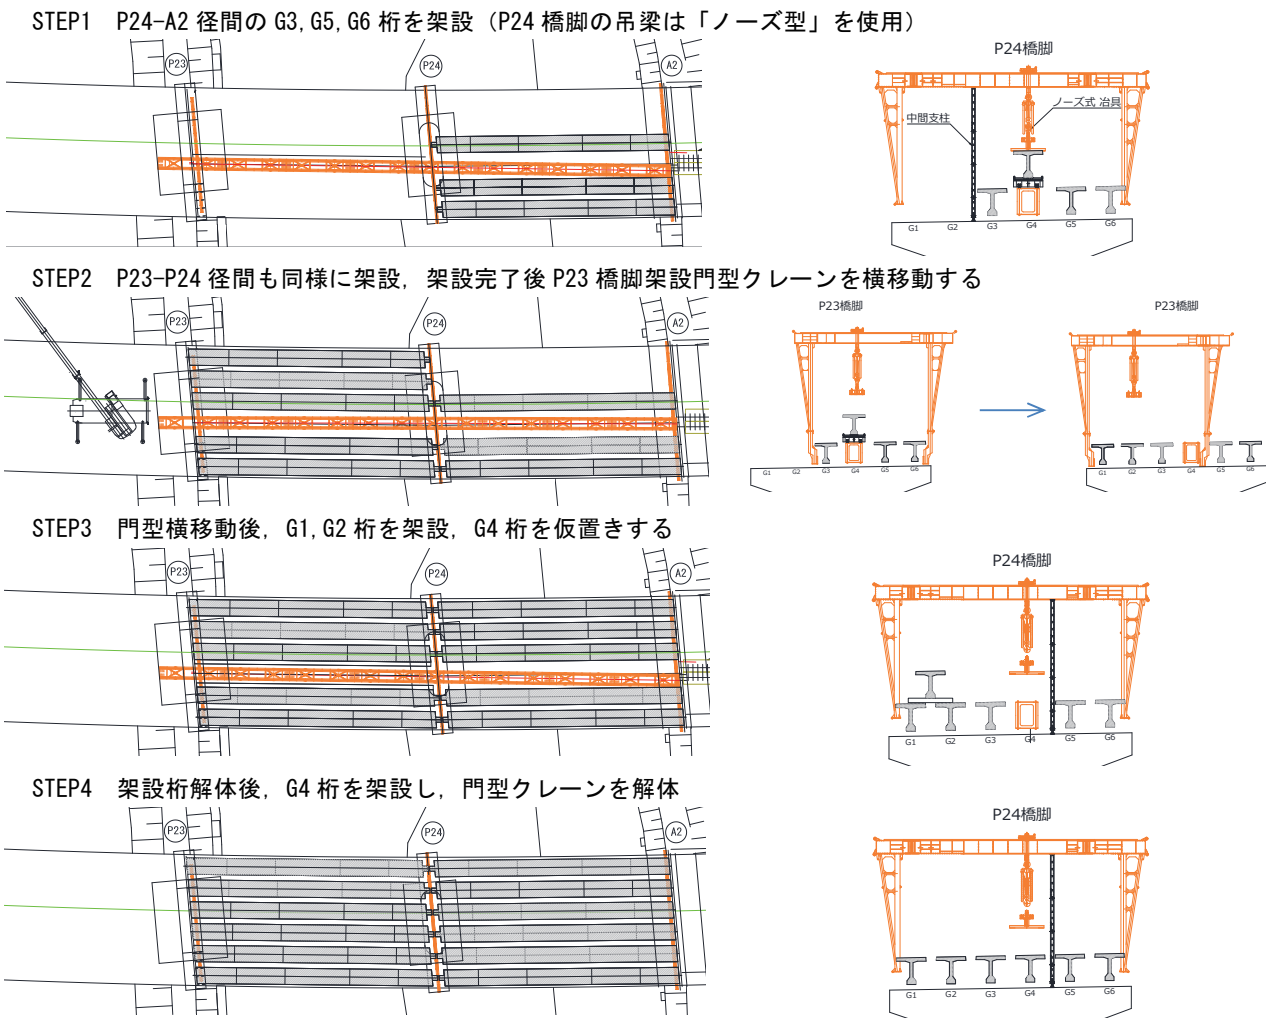 STEP1 P24-A2 径間の G3,G5,G6 桁を架設（P24 橋脚の吊梁は「ノーズ型」を使用）
P23
P24
A2
P24橋脚
中間支柱
ノーズ式 冶具
G1 G2 G3 G4 G5 G6
STEP2 P23-P24 径間も同様に架設，架設完了後 P23 橋脚架設門型クレーンを横移動する
P23
P24
A2
P23橋脚
G1 G2 G3 G4 G5 G6
P23橋脚
G1 G2 G3 G4 G5 G6
STEP3 門型横移動後，G1,G2 桁を架設，G4 桁を仮置きする
P23
P24
A2
P24橋脚
G1 G2 G3 G4 G5 G6
STEP4 架設桁解体後，G4 桁を架設し，門型クレーンを解体
P23
P24
A2
P24橋脚
G1 G2 G3 G4 G5 G6